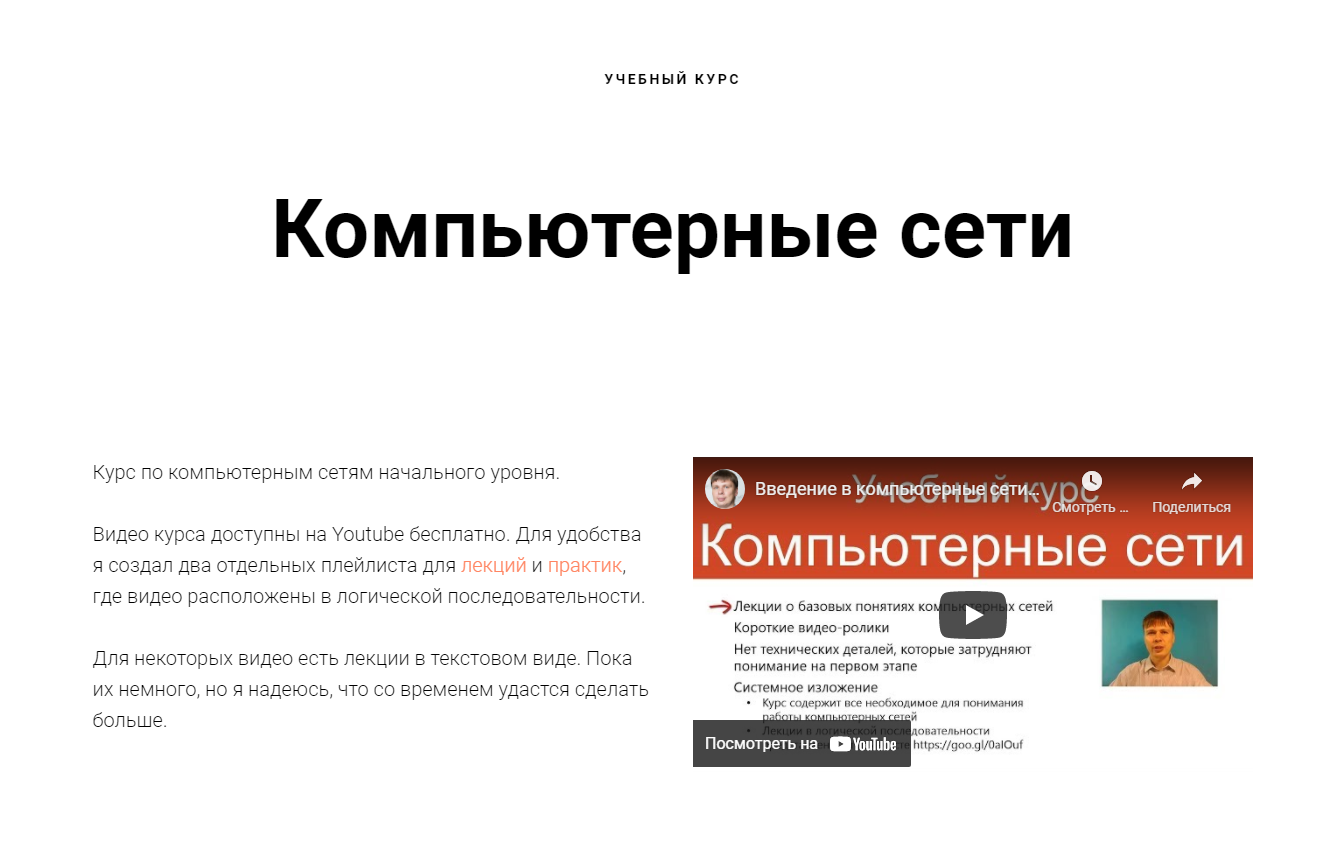 УЧЕБНЫЙ КУРС
Компьютерные сети
Курс по компьютерным сетям начального уровня.
Видео курса доступны на Youtube бесплатно. Для удобства
я создал два отдельных плейлиста для лекций и практик,
где видео расположены в логической последовательности.
Для некоторых видео есть лекции в текстовом виде. Пока
их немного, но я надеюсь, что со временем удастся сделать
больше.
Учебный курс
Введение в компьютерные сети...
Смотреть ...
Поделиться
Компьютерные сети
Лекции о базовых понятиях компьютерных сетей
Короткие видео-ролики
Нет технических деталей, которые затрудняют
понимание на первом этапе
Системное изложение
• Курс содержит все необходимое для понимания
работы компьютерных сетей
• Лекции в логической последовательности
https://goo.gl/0aIOuf
Посмотреть на YouTube